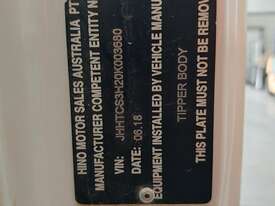 HINO MOTOR SALES AUSTRALIA PT
MANUFACTURER COMPETENT ENTITY N
VIN: JHHTCS3H20K003680
DATE: 06.18
EQUIPMENT INSTALLED BY VEHICLE MANU
TIPPER BODY
THIS PLATE MUST NOT BE REMOVE